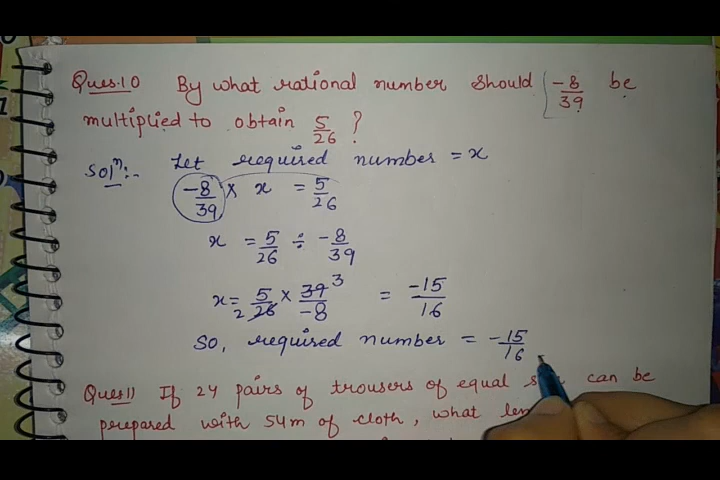 Ques:10 By what rational number should -8/39 be
multiplied to obtain 5/26 ?
Solⁿ:- Let required number = x
-8/39 × x = 5/26
x = 5/26 ÷ -8/39
x = 5/26 2 × 39/-8 3 = -15/16
So, required number = -15/16
Ques11 If 24 pairs of trousers of equal can be
prepared with 54m of cloth, what